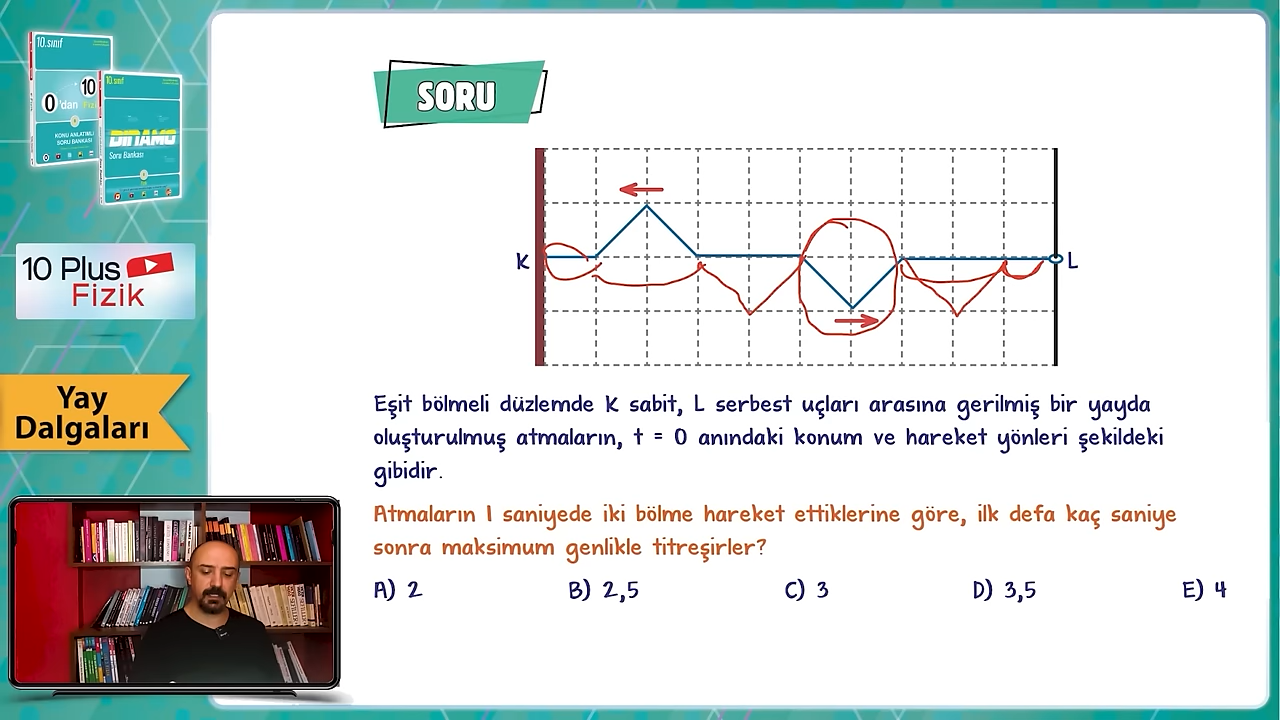 10.sınıf
0'dan 10
Fizik
KONU ANLATIMLI
SORU BANKASI
10.sınıf
DİNAMO
Soru Bankası
10 Plus
Fizik
Yay
Dalgaları
SORU
K
L
Eşit bölmeli düzlemde K sabit, L serbest uçları arasına gerilmiş bir yayda
oluşturulmuş atmaların, t = 0 anındaki konum ve hareket yönleri şekildeki
gibidir.
Atmaların 1 saniyede iki bölme hareket ettiklerine göre, ilk defa kaç saniye
sonra maksimum genlikle titreşirler?
A) 2 B) 2,5 C) 3 D) 3,5 E) 4